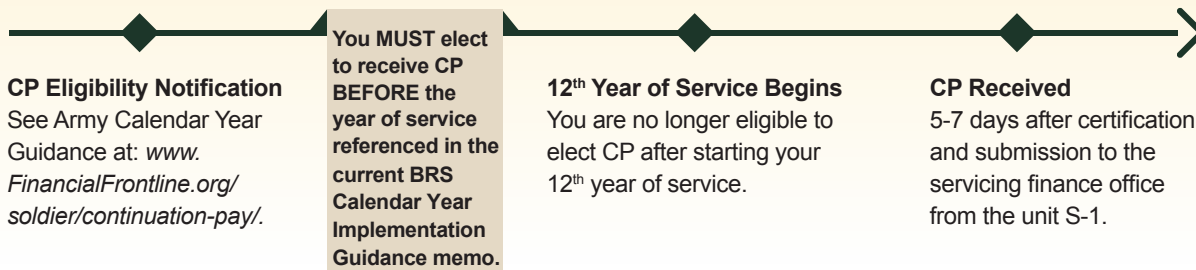 CP Eligibility Notification
See Army Calendar Year
Guidance at: www.
FinancialFrontline.org/
soldier/continuation-pay/.
You MUST elect
to receive CP
BEFORE the
year of service
referenced in the
current BRS
Calendar Year
Implementation
Guidance memo.
12th Year of Service Begins
You are no longer eligible to
elect CP after starting your
12th year of service.
CP Received
5-7 days after certification
and submission to the
servicing finance office
from the unit S-1.